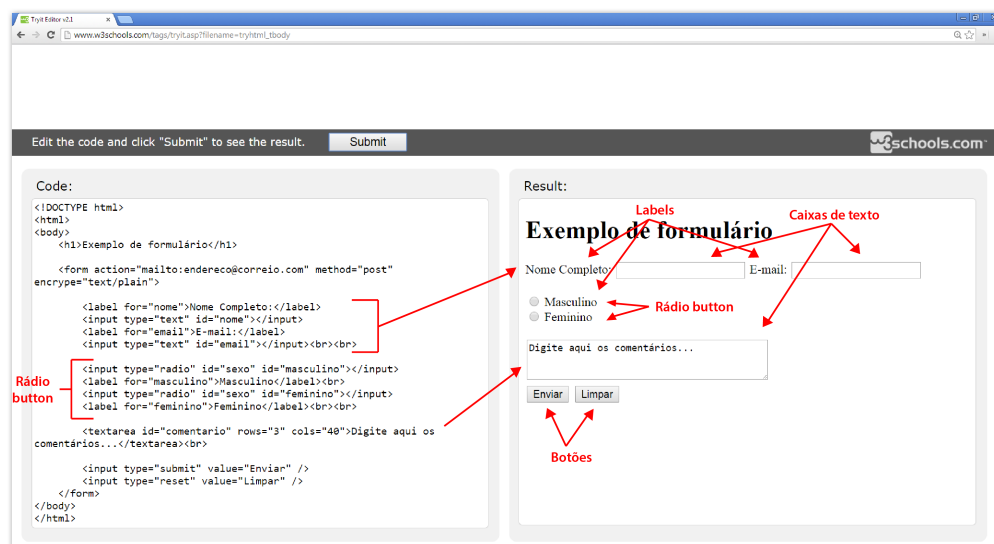 Tryit Editor v2.1
www.w3schools.com/tags/tryit.asp?filename=tryhtml_tbody
Edit the code and click "Submit" to see the result.
Submit
w3schools.com
Code:
<!DOCTYPE html>
<html>
<body>
<h1>Exemplo de formulário</h1>
<form action="mailto:endereco@correio.com" method="post"
encrype="text/plain">
<label for="nome">Nome Completo:</label>
<input type="text" id="nome"></input>
<label for="email">E-mail:</label>
<input type="text" id="email"></input><br><br>
<input type="radio" id="sexo" id="masculino"></input>
<label for="masculino">Masculino</label><br>
<input type="radio" id="sexo" id="feminino"></input>
<label for="feminino">Feminino</label><br><br>
<textarea id="comentario" rows="3" cols="40">Digite aqui os
comentários...</textarea><br>
<input type="submit" value="Enviar" />
<input type="reset" value="Limpar" />
</form>
</body>
</html>
Rádio
button
Result:
Labels
Caixas de texto
Exemplo de formulário
Nome Completo: E-mail:
Masculino
Feminino
Rádio button
Digite aqui os comentários...
Enviar Limpar
Botões